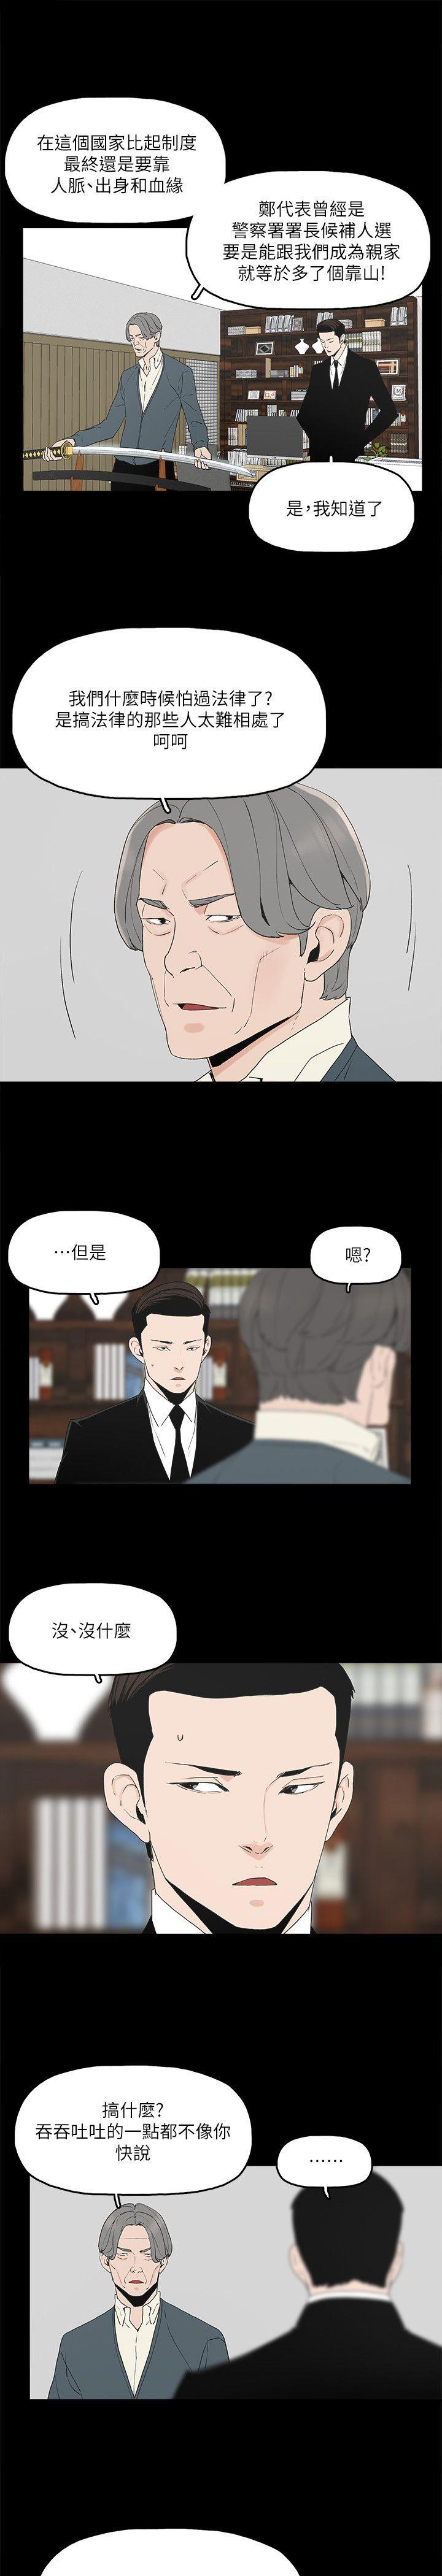 在這個國家比起制度
最終還是要靠
人脈、出身和血緣
鄭代表曾經是
警察署署長候補人選
要是能跟我們成為親家
就等於多了個靠山!
是,我知道了
我們什麼時候怕過法律了?
是搞法律的那些人太難相處了
呵呵
…但是
嗯?
沒、沒什麼
搞什麼?
吞吞吐吐的一點都不像你
快說
……